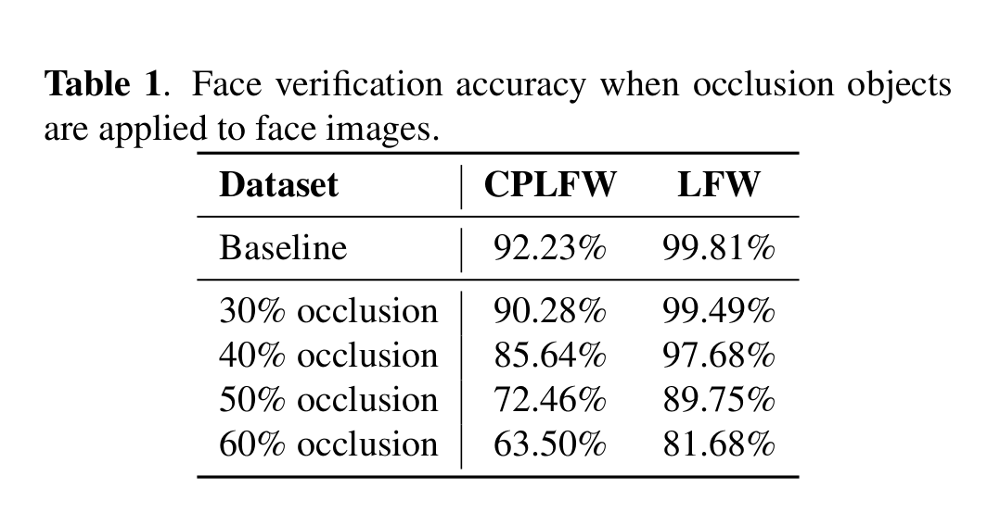 Table 1. Face verification accuracy when occlusion objects
are applied to face images.
Dataset CPLFW LFW
Baseline 92.23% 99.81%
30% occlusion 90.28% 99.49%
40% occlusion 85.64% 97.68%
50% occlusion 72.46% 89.75%
60% occlusion 63.50% 81.68%